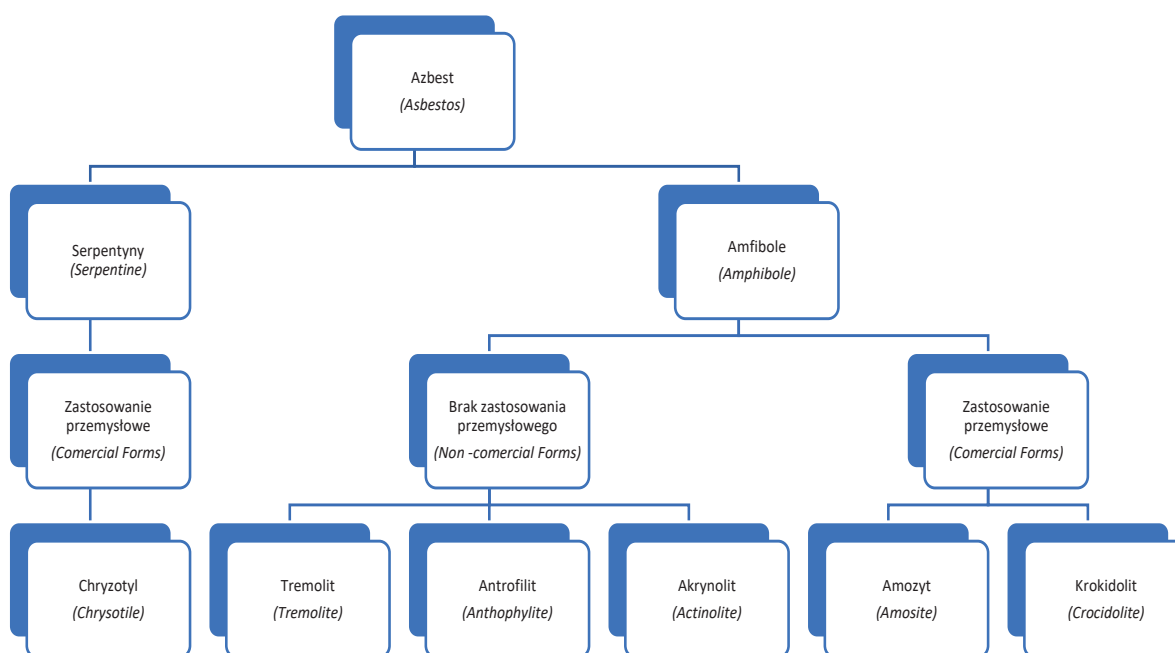 Azbest
(Asbestos)
Serpentyny
(Serpentine)
Amfibole
(Amphibole)
Zastosowanie
przemysłowe
(Comercial Forms)
Brak zastosowania
przemysłowego
(Non -comercial Forms)
Zastosowanie
przemysłowe
(Comercial Forms)
Chryzotyl
(Chrysotile)
Tremolit
(Tremolite)
Antrofilit
(Anthophylite)
Akrynolit
(Actinolite)
Amozyt
(Amosite)
Krokidolit
(Crocidolite)